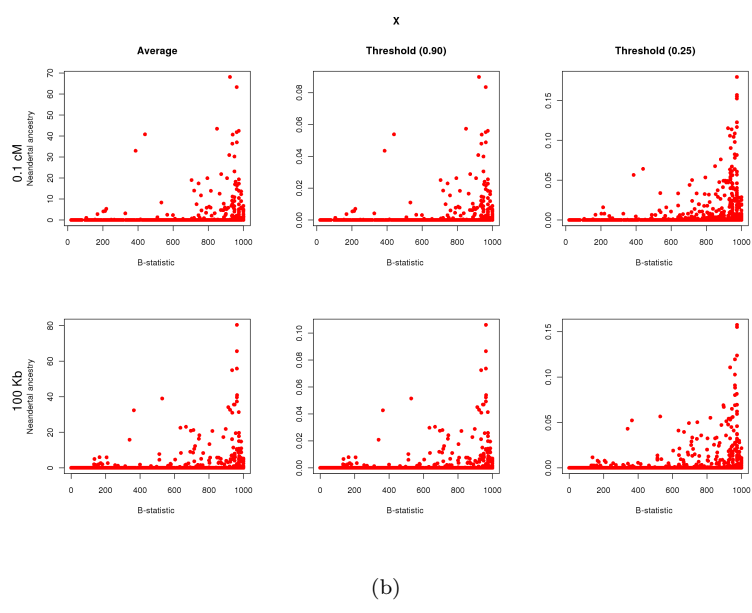 X
Average
Threshold (0.90)
Threshold (0.25)
0.1 cM
Neandertal ancestry
0 10 20 30 40 50 60 70
0 200 400 600 800 1000
B-statistic
0.00 0.02 0.04 0.06 0.08
0 200 400 600 800 1000
B-statistic
0.00 0.05 0.10 0.15
0 200 400 600 800 1000
B-statistic
100 Kb
Neandertal ancestry
0 20 40 60 80
0 200 400 600 800 1000
B-statistic
0.00 0.02 0.04 0.06 0.08 0.10
0 200 400 600 800 1000
B-statistic
0.00 0.05 0.10 0.15
0 200 400 600 800 1000
B-statistic
(b)